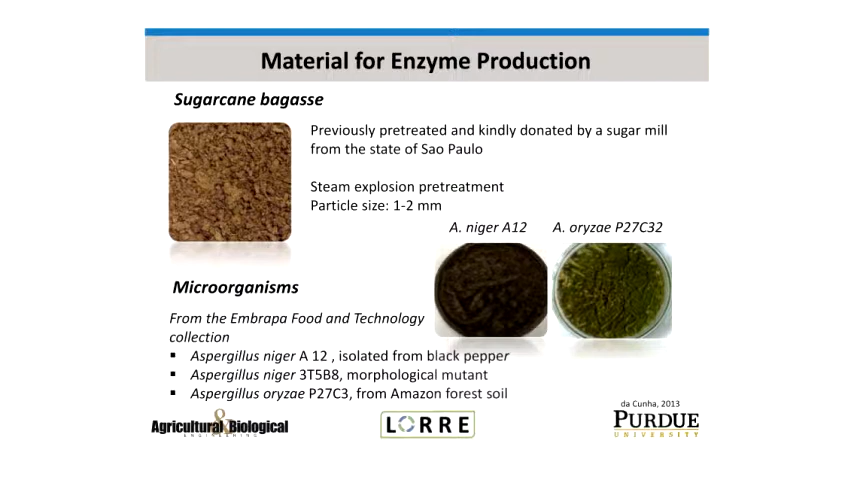 Material for Enzyme Production
Sugarcane bagasse
Previously pretreated and kindly donated by a sugar mill
from the state of Sao Paulo
Steam explosion pretreatment
Particle size: 1-2 mm
A. niger A12
A. oryzae P27C32
Microorganisms
From the Embrapa Food and Technology
collection
▪ Aspergillus niger A 12 , isolated from black pepper
▪ Aspergillus niger 3T5B8, morphological mutant
▪ Aspergillus oryzae P27C3, from Amazon forest soil
da Cunha, 2013
Agricultural & Biological
ENGINEERING
LORRE
PURDUE
UNIVERSITY